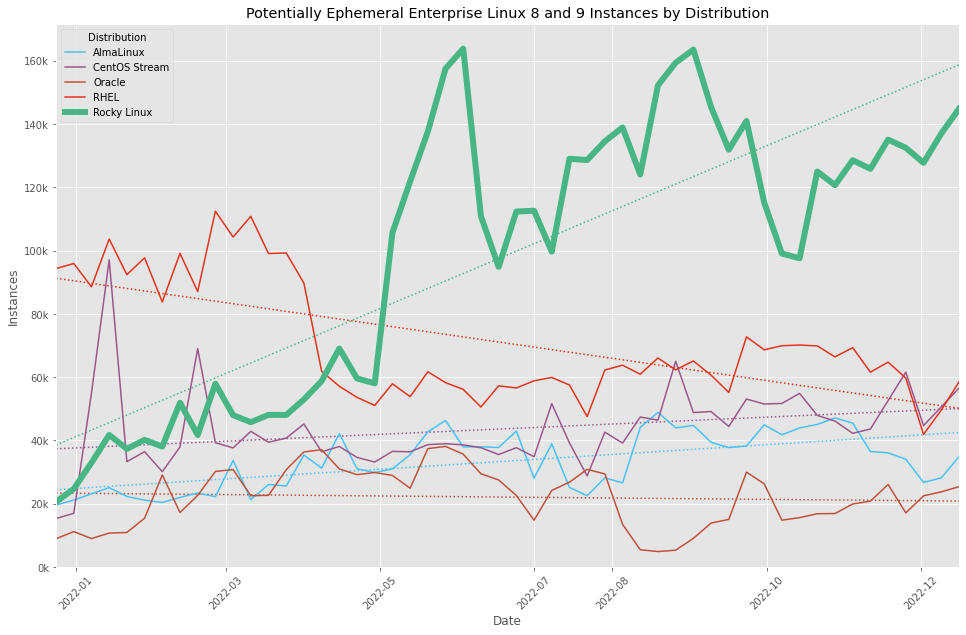 Potentially Ephemeral Enterprise Linux 8 and 9 Instances by Distribution
Distribution
AlmaLinux
CentOS Stream
Oracle
RHEL
Rocky Linux
160k
140k
120k
100k
80k
60k
40k
20k
0k
Instances
2022-01
2022-03
2022-05
2022-07
2022-08
2022-10
2022-12
Date